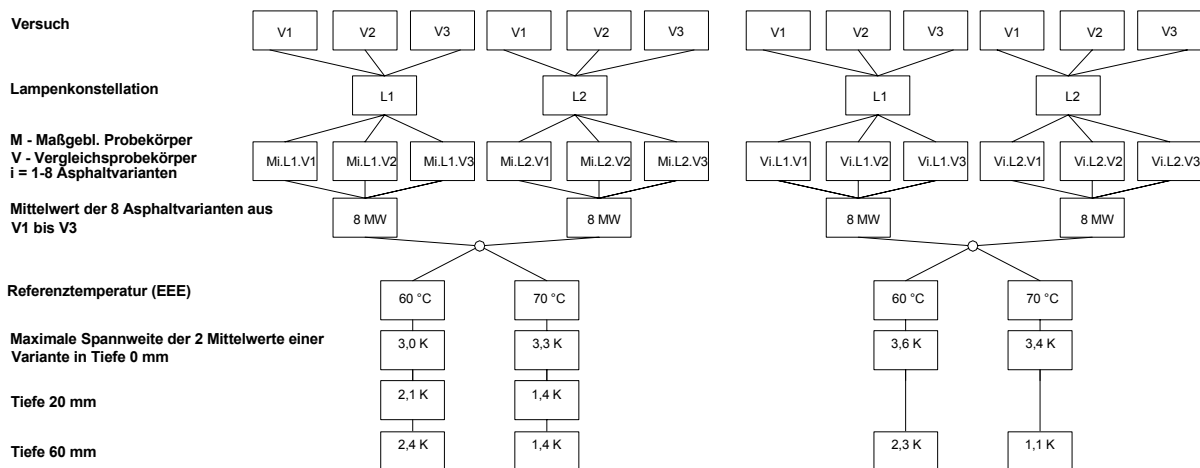 Versuch
V1 V2 V3 V1 V2 V3 V1 V2 V3 V1 V2 V3
Lampenkonstellation
L1 L2 L1 L2
M - Maßgebl. Probekörper
V - Vergleichsprobekörper
i = 1-8 Asphaltvarianten
Mi.L1.V1 Mi.L1.V2 Mi.L1.V3 Mi.L2.V1 Mi.L2.V2 Mi.L2.V3 Vi.L1.V1 Vi.L1.V2 Vi.L1.V3 Vi.L2.V1 Vi.L2.V2 Vi.L2.V3
Mittelwert der 8 Asphaltvarianten aus
V1 bis V3
8 MW 8 MW 8 MW 8 MW
Referenztemperatur (EEE)
60 °C 70 °C 60 °C 70 °C
Maximale Spannweite der 2 Mittelwerte einer
Variante in Tiefe 0 mm
3,0 K 3,3 K 3,6 K 3,4 K
Tiefe 20 mm
2,1 K 1,4 K
Tiefe 60 mm
2,4 K 1,4 K 2,3 K 1,1 K